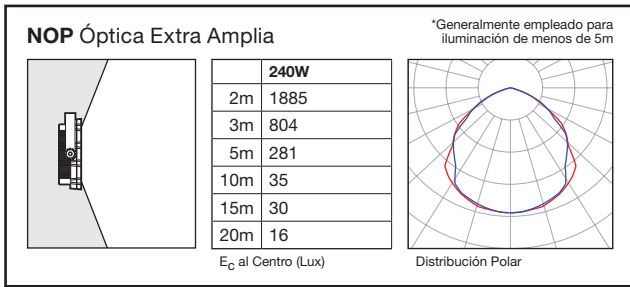 NOP Óptica Extra Amplia
*Generalmente empleado para
iluminación de menos de 5m
240W
2m 1885
3m 804
5m 281
10m 35
15m 30
20m 16
E_C al Centro (Lux)
Distribución Polar